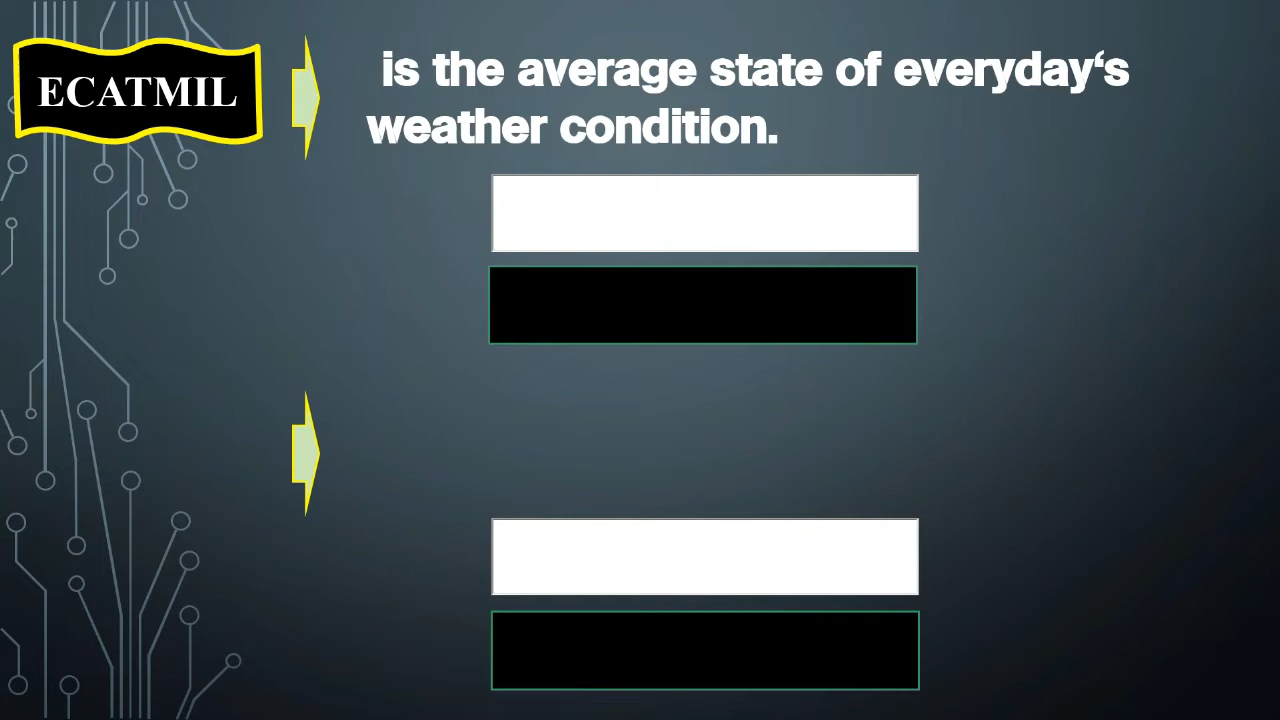 ECATMIL
is the average state of everyday‘s
weather condition.